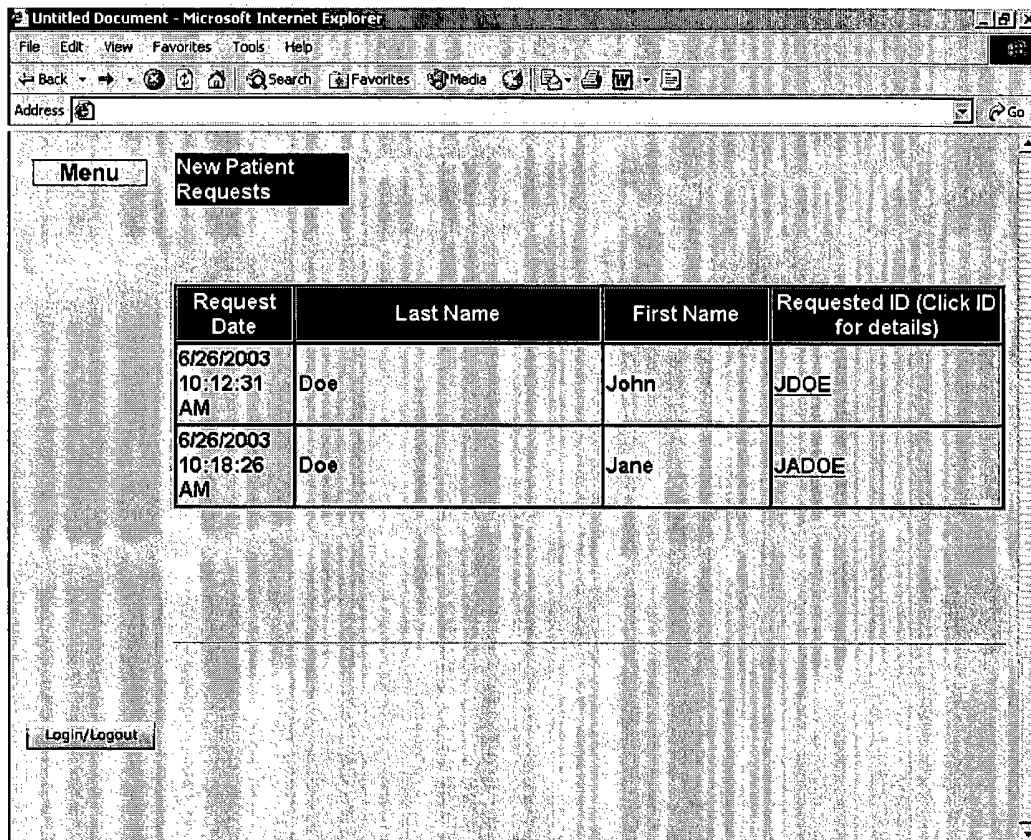 Untitled Document - Microsoft Internet Explorer
File Edit View Favorites Tools Help
Back Search Favorites Media
Address Go
Menu
New Patient
Requests
Request
Date
Last Name
First Name
Requested ID (Click ID
for details)
6/26/2003
10:12:31
AM
Doe
John
JDOE
6/26/2003
10:18:26
AM
Doe
Jane
JADOE
Login/Logout